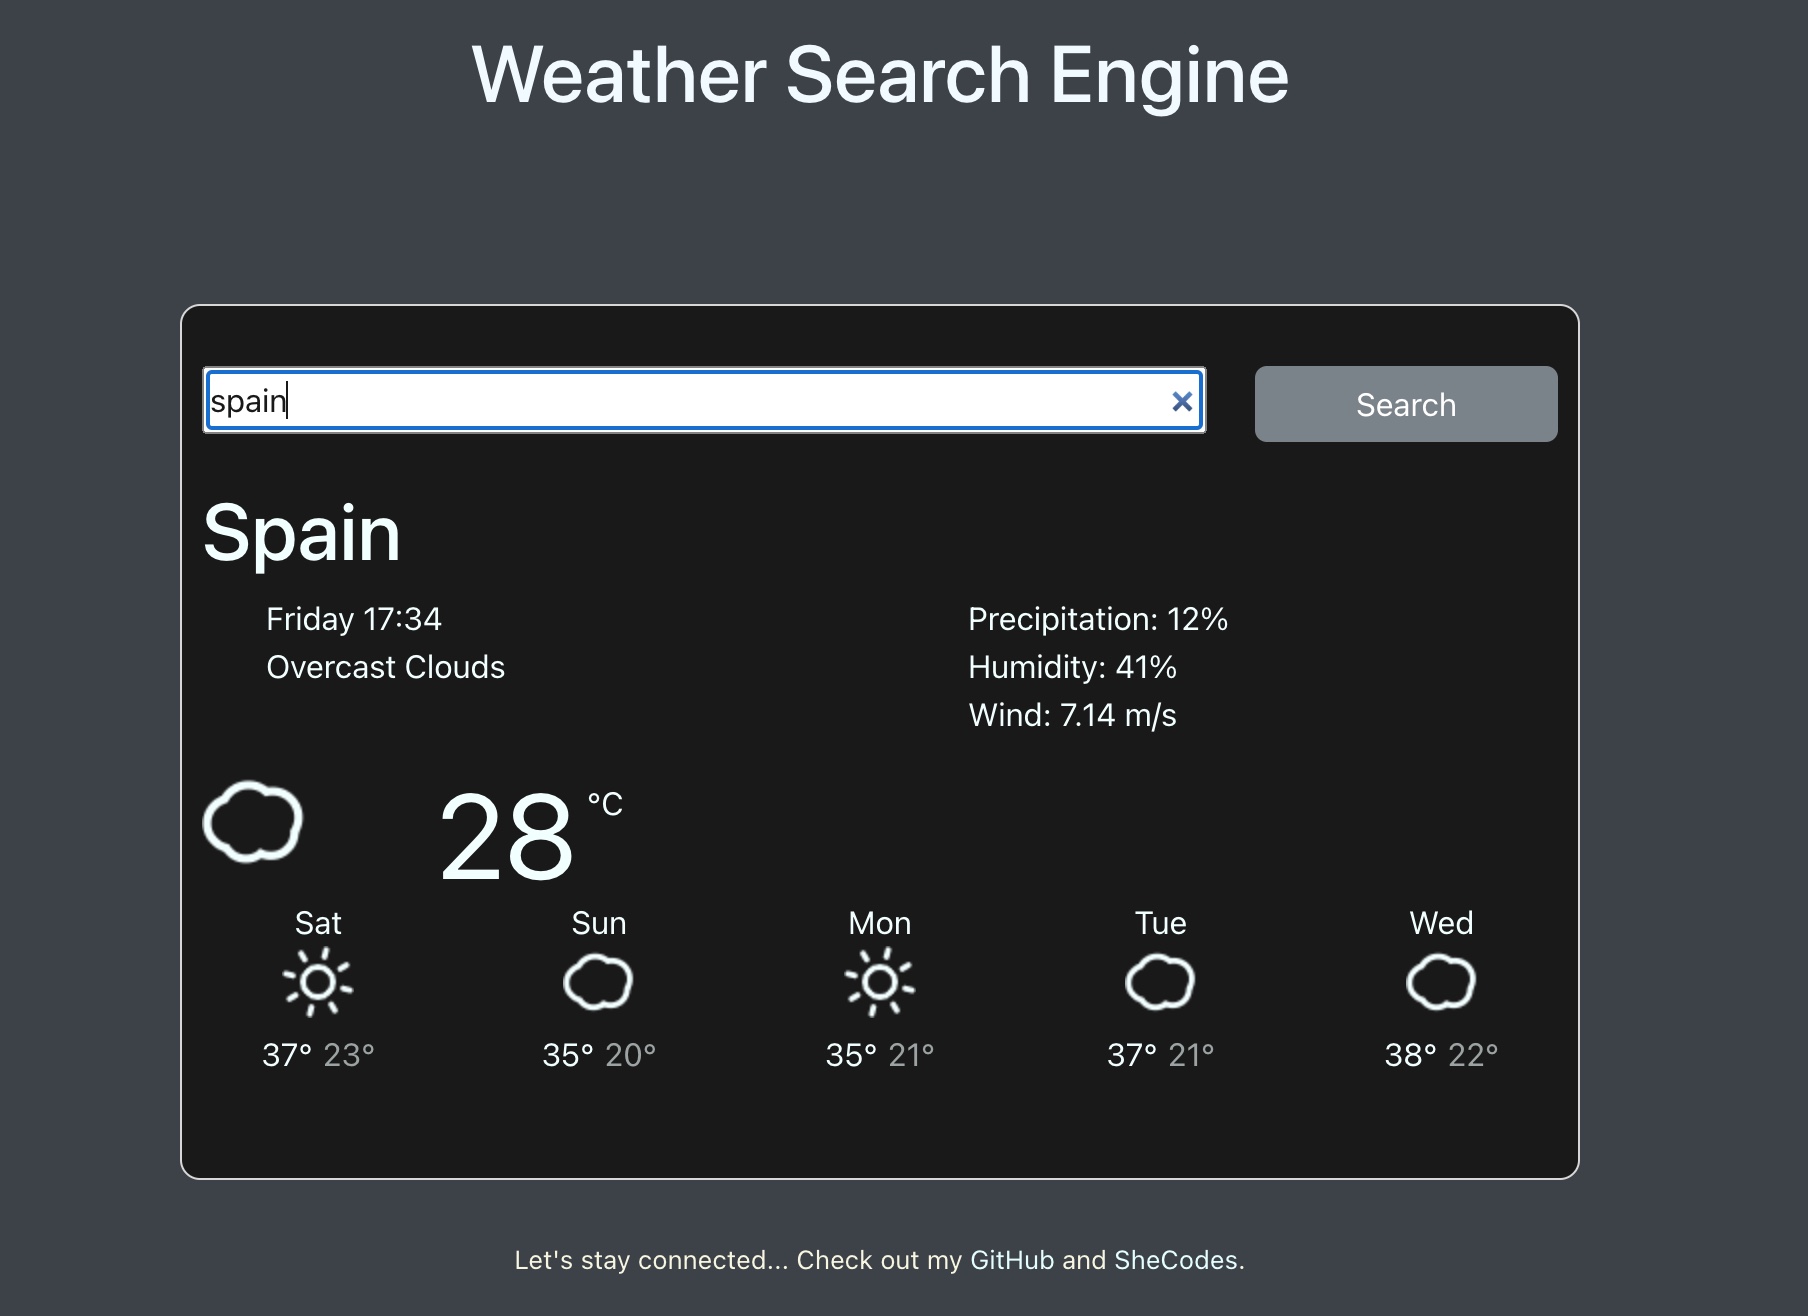 Weather Search Engine
spain
Search
Spain
Friday 17:34
Overcast Clouds
Precipitation: 12%
Humidity: 41%
Wind: 7.14 m/s
28 °C
Sat Sun Mon Tue Wed
37° 23° 35° 20° 35° 21° 37° 21° 38° 22°
Let's stay connected... Check out my GitHub and SheCodes.